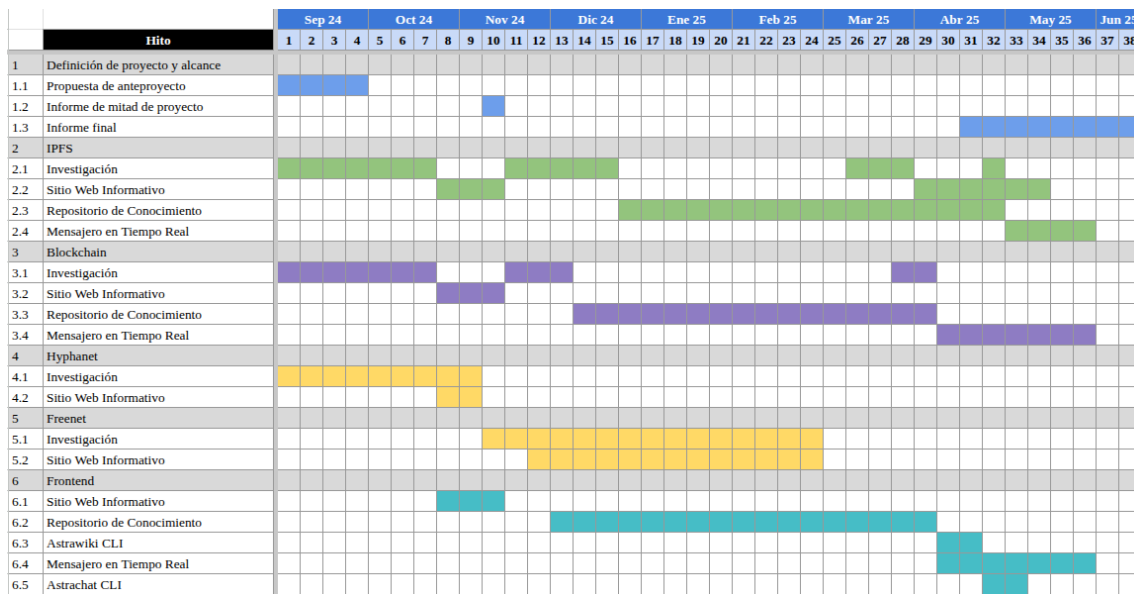 Sep 24 Oct 24 Nov 24 Dic 24 Ene 25 Feb 25 Mar 25 Abr 25 May 25 Jun 25
Hito 1 2 3 4 5 6 7 8 9 10 11 12 13 14 15 16 17 18 19 20 21 22 23 24 25 26 27 28 29 30 31 32 33 34 35 36 37 38
1 Definición de proyecto y alcance
1.1 Propuesta de anteproyecto
1.2 Informe de mitad de proyecto
1.3 Informe final
2 IPFS
2.1 Investigación
2.2 Sitio Web Informativo
2.3 Repositorio de Conocimiento
2.4 Mensajero en Tiempo Real
3 Blockchain
3.1 Investigación
3.2 Sitio Web Informativo
3.3 Repositorio de Conocimiento
3.4 Mensajero en Tiempo Real
4 Hyphanet
4.1 Investigación
4.2 Sitio Web Informativo
5 Freenet
5.1 Investigación
5.2 Sitio Web Informativo
6 Frontend
6.1 Sitio Web Informativo
6.2 Repositorio de Conocimiento
6.3 Astrawiki CLI
6.4 Mensajero en Tiempo Real
6.5 Astrachat CLI